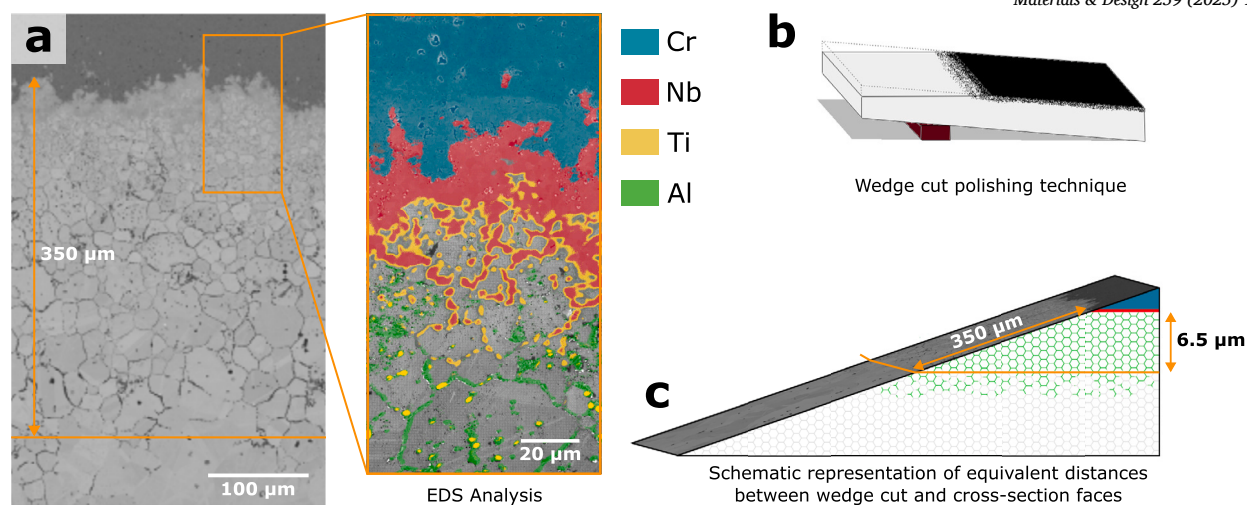 Materials & Design 239 (2023)
a
350 μm
100 μm
20 μm
EDS Analysis
Cr
Nb
Ti
Al
b
Wedge cut polishing technique
350 μm
6.5 μm
c
Schematic representation of equivalent distances
between wedge cut and cross-section faces